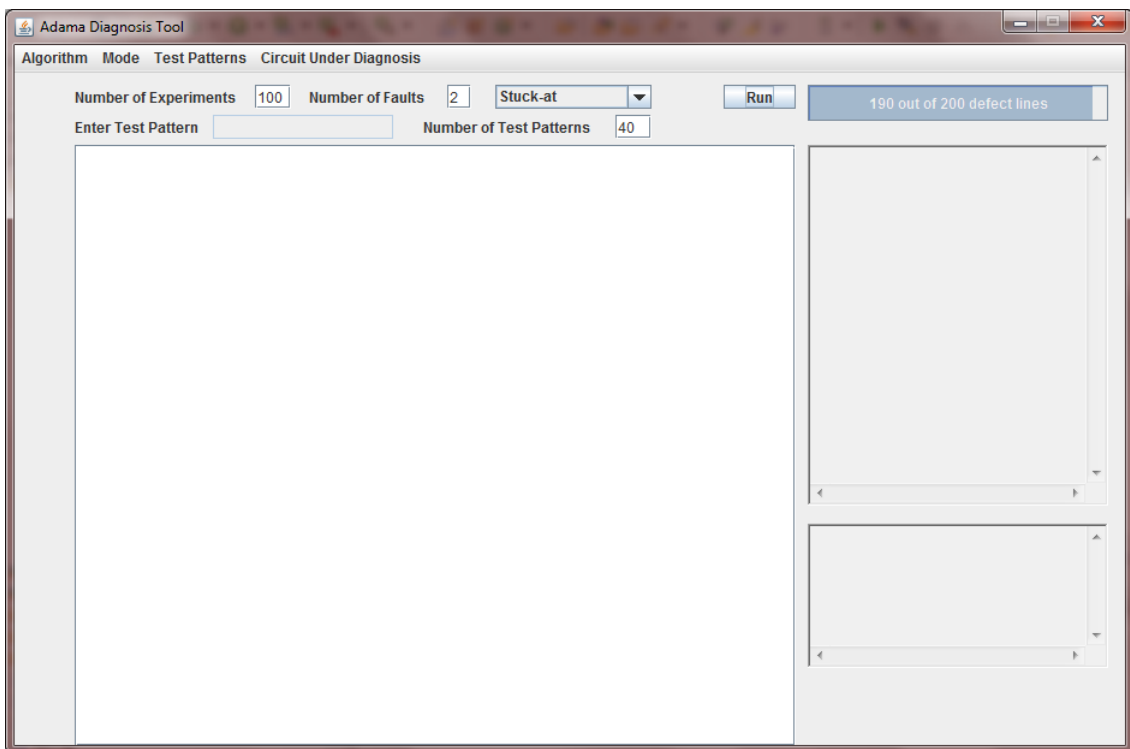 Adama Diagnosis Tool
Algorithm Mode Test Patterns Circuit Under Diagnosis
Number of Experiments 100 Number of Faults 2 Stuck-at Run 190 out of 200 defect lines
Enter Test Pattern Number of Test Patterns 40